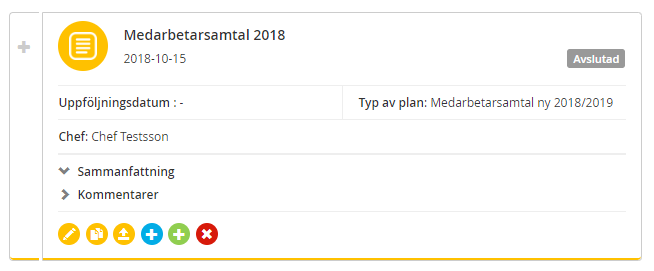 Medarbetarsamtal 2018
2018-10-15
Avslutad
Uppföljningsdatum : -
Typ av plan: Medarbetarsamtal ny 2018/2019
Chef: Chef Testsson
Sammanfattning
Kommentarer